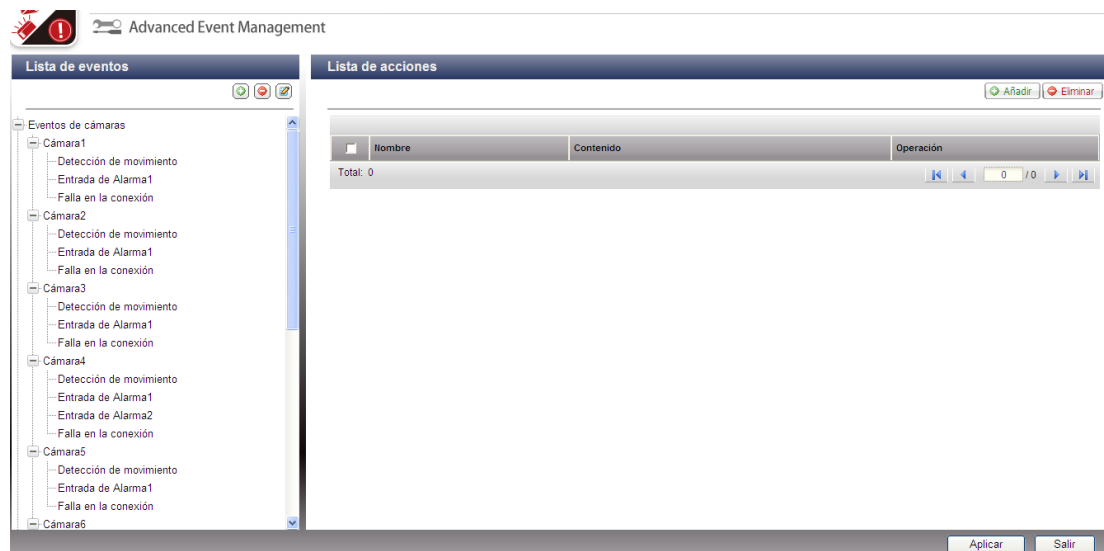 Advanced Event Management
Lista de eventos
Lista de acciones
Añadir Eliminar
Eventos de cámaras
Cámara1
Detección de movimiento
Entrada de Alarma1
Falla en la conexión
Cámara2
Detección de movimiento
Entrada de Alarma1
Falla en la conexión
Cámara3
Detección de movimiento
Entrada de Alarma1
Falla en la conexión
Cámara4
Detección de movimiento
Entrada de Alarma1
Entrada de Alarma2
Falla en la conexión
Cámara5
Detección de movimiento
Entrada de Alarma1
Falla en la conexión
Cámara6
Nombre Contenido Operación
Total: 0 0 / 0
Aplicar Salir